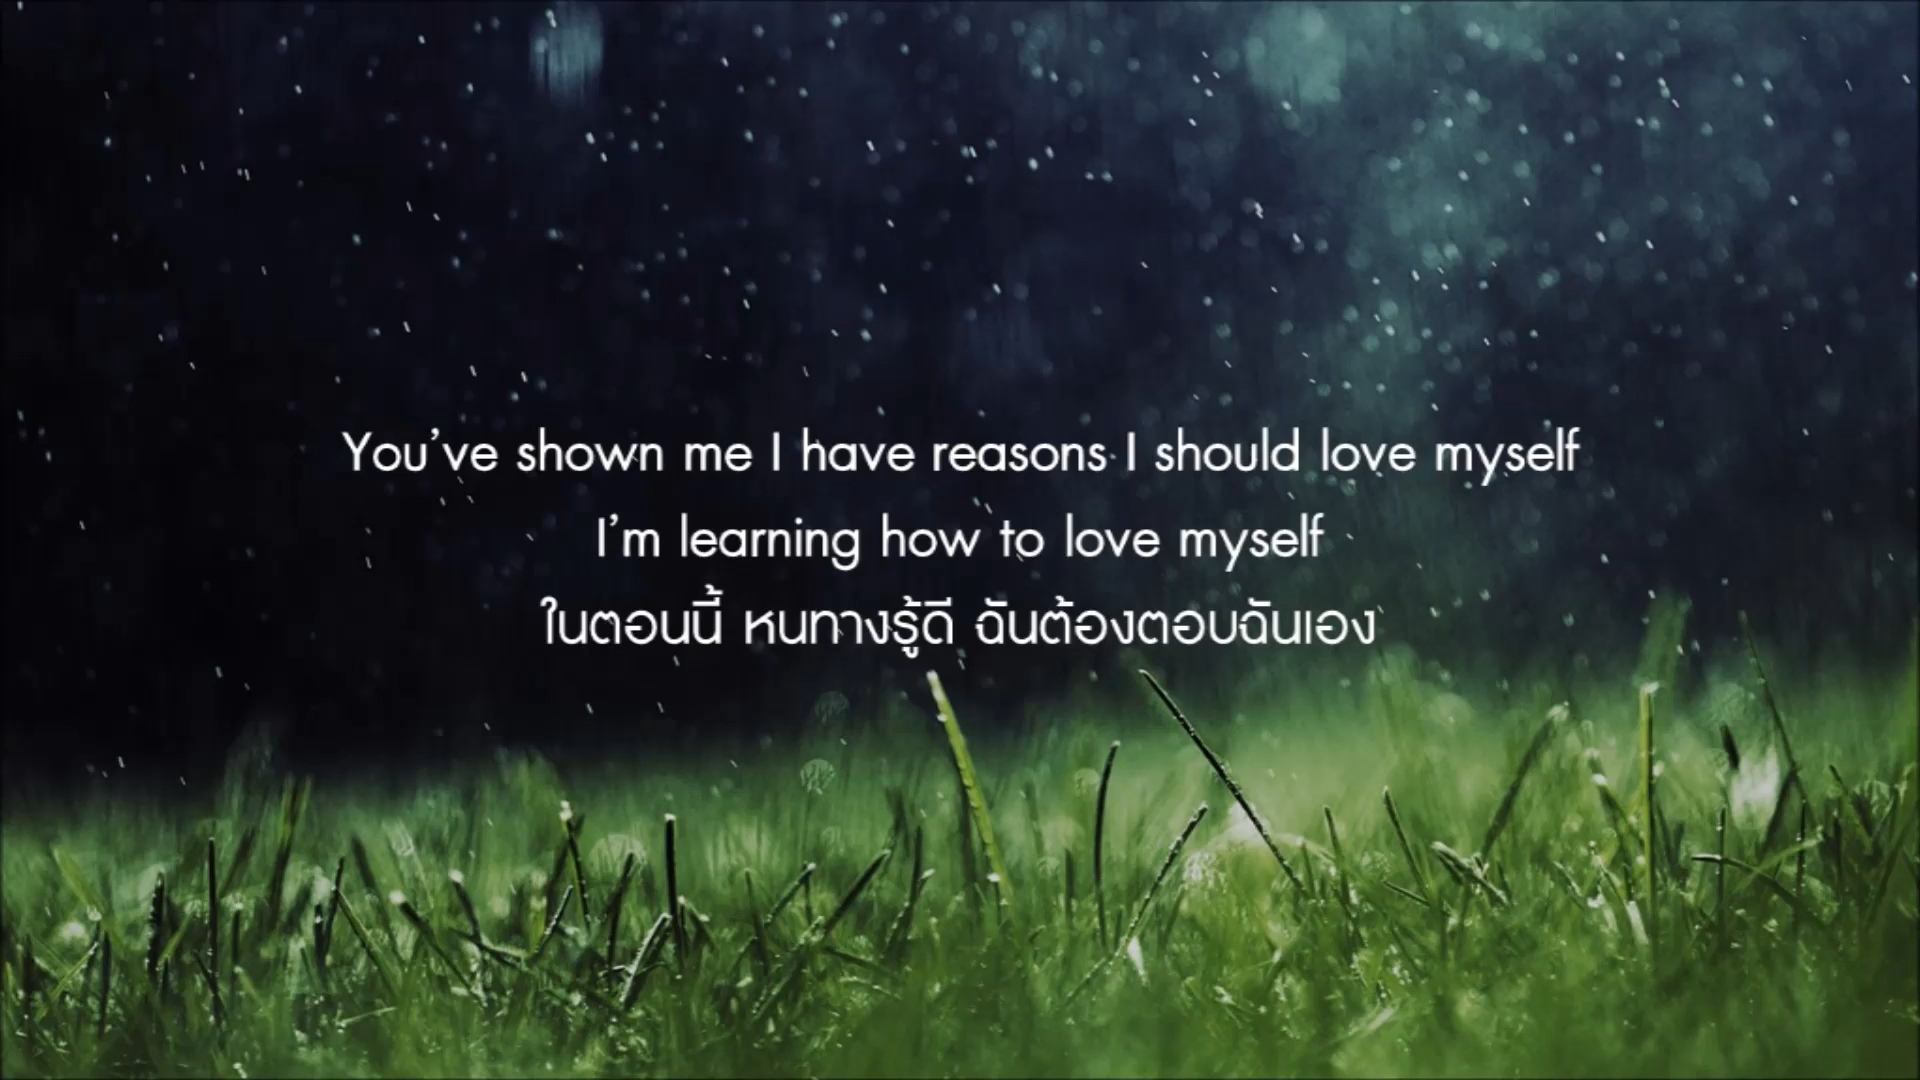 You’ve shown me I have reasons I should love myself
I’m learning how to love myself
ในตอนนี้ หนทางรู้ดี ฉันต้องตอบฉันเอง